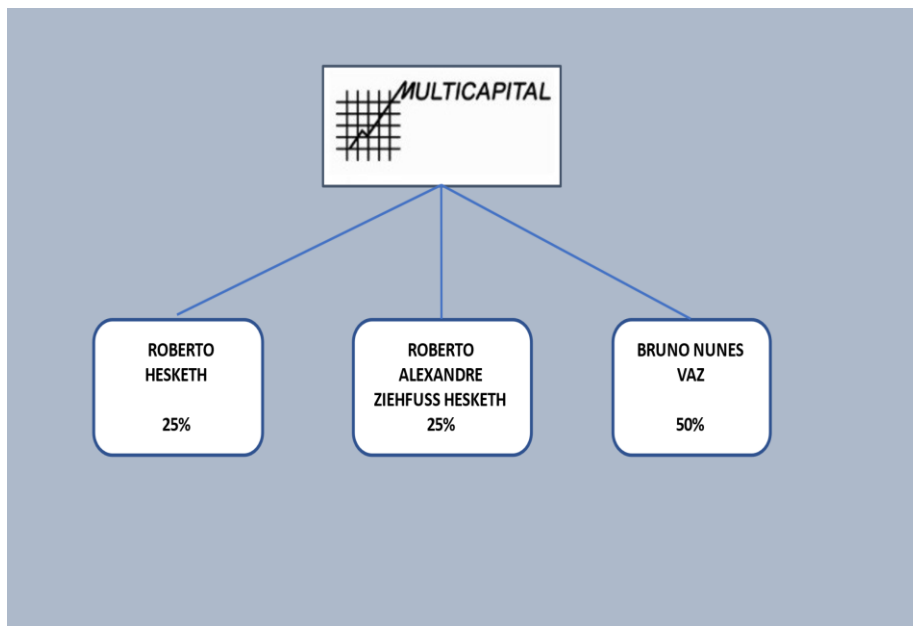 MULTICAPITAL
ROBERTO
HESKETH
25%
ROBERTO
ALEXANDRE
ZIEHFUSS HESKETH
25%
BRUNO NUNES
VAZ
50%